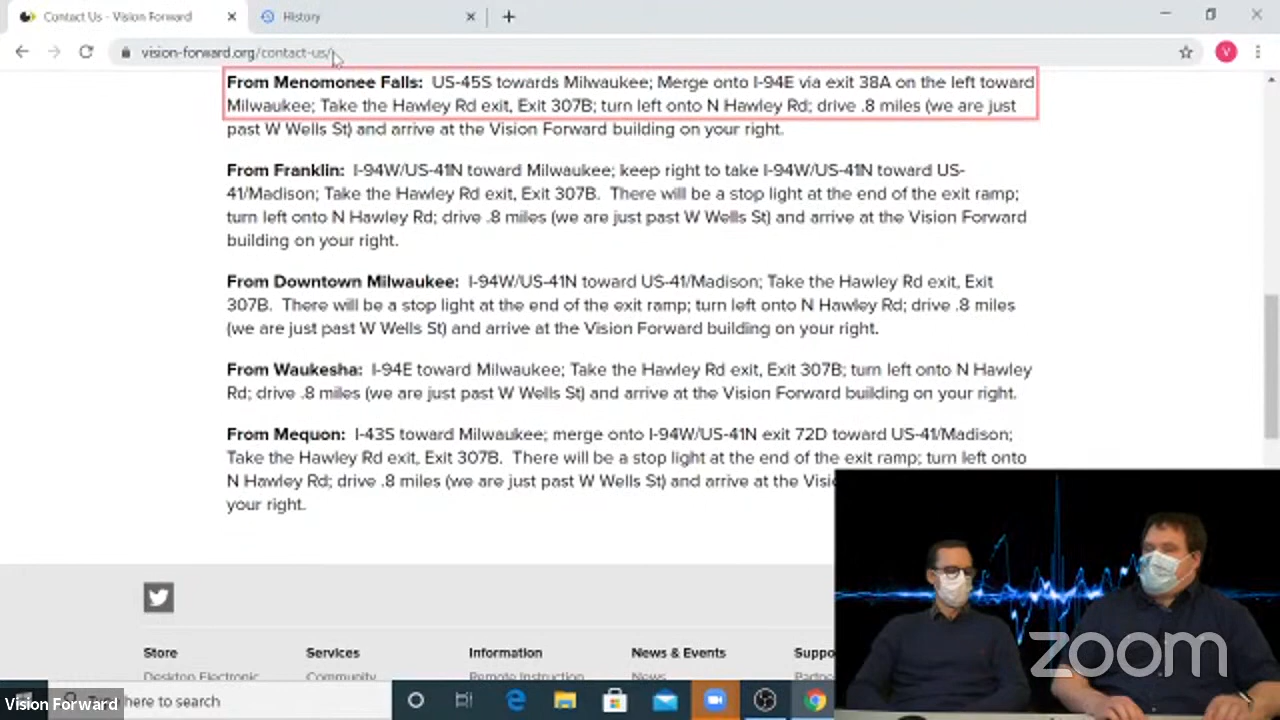 Contact Us - Vision Forward
History
vision-forward.org/contact-us/
From Menomonee Falls: US-45S towards Milwaukee; Merge onto I-94E via exit 38A on the left toward
Milwaukee; Take the Hawley Rd exit, Exit 307B; turn left onto N Hawley Rd; drive .8 miles (we are just
past W Wells St) and arrive at the Vision Forward building on your right.
From Franklin: I-94W/US-41N toward Milwaukee; keep right to take I-94W/US-41N toward US-
41/Madison; Take the Hawley Rd exit, Exit 307B. There will be a stop light at the end of the exit ramp;
turn left onto N Hawley Rd; drive .8 miles (we are just past W Wells St) and arrive at the Vision Forward
building on your right.
From Downtown Milwaukee: I-94W/US-41N toward US-41/Madison; Take the Hawley Rd exit, Exit
307B. There will be a stop light at the end of the exit ramp; turn left onto N Hawley Rd; drive .8 miles
(we are just past W Wells St) and arrive at the Vision Forward building on your right.
From Waukesha: I-94E toward Milwaukee; Take the Hawley Rd exit, Exit 307B; turn left onto N Hawley
Rd; drive .8 miles (we are just past W Wells St) and arrive at the Vision Forward building on your right.
From Mequon: I-43S toward Milwaukee; merge onto I-94W/US-41N exit 72D toward US-41/Madison;
Take the Hawley Rd exit, Exit 307B. There will be a stop light at the end of the exit ramp; turn left onto
N Hawley Rd; drive .8 miles (we are just past W Wells St) and arrive at the
your right.
Store Services Information News & Events
Desktop Electronic Community Remote Instruction News
here to search
Vision Forward
V
zoom